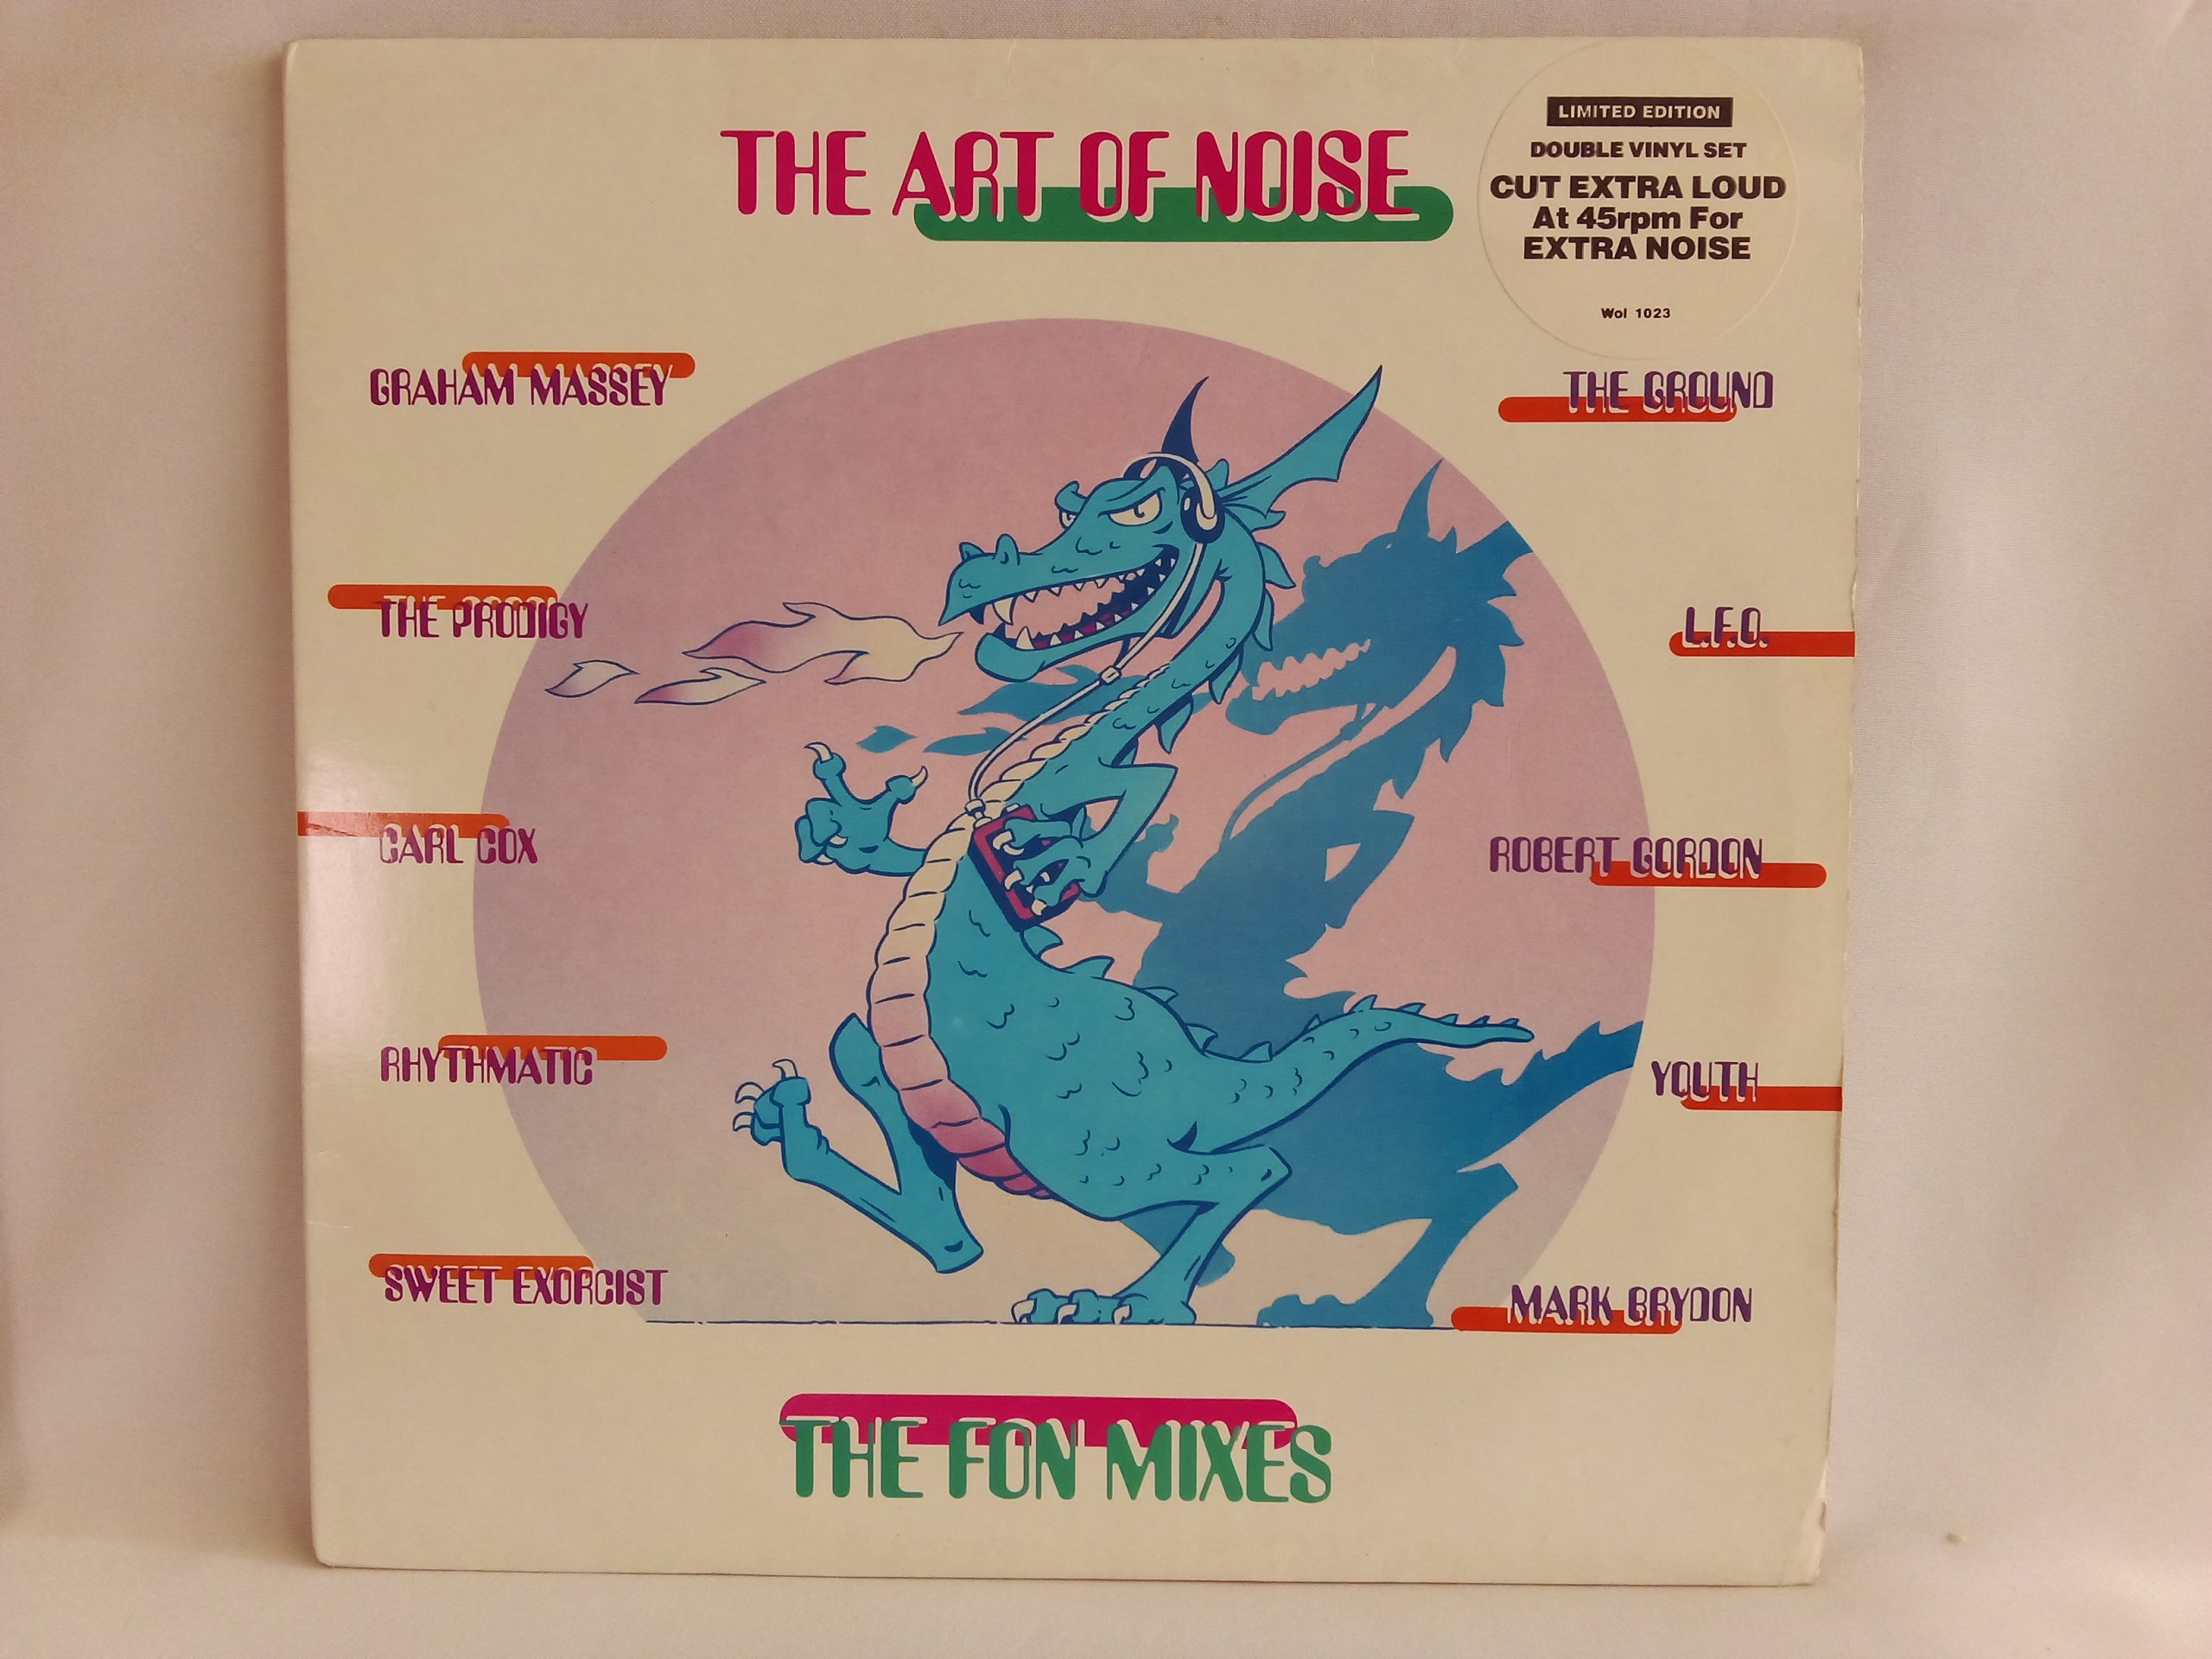 THE ART OF NOISE
LIMITED EDITION
DOUBLE VINYL SET
CUT EXTRA LOUD
At 45rpm For
EXTRA NOISE
Wol 1023
GRAHAM MASSEY
THE GROUND
THE PRODIGY
L.F.O.
CARL COX
ROBERT GORDON
RHYTHMATIC
YOUTH
SWEET EXORCIST
MARK BRYDON
THE FON MIXES